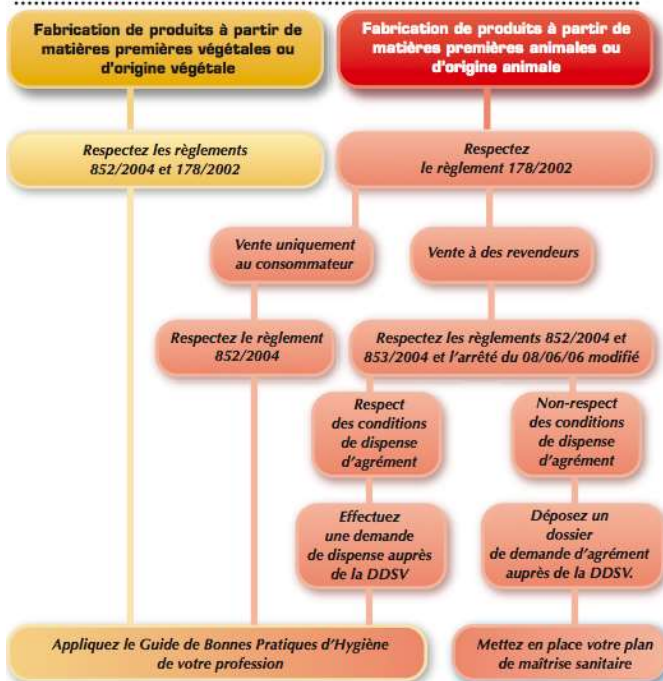 Fabrication de produits à partir de
matières premières végétales ou
d'origine végétale
Fabrication de produits à partir de
matières premières animales ou
d'origine animale
Respectez les règlements
852/2004 et 178/2002
Respectez
le règlement 178/2002
Vente uniquement
au consommateur
Vente à des revendeurs
Respectez le règlement
852/2004
Respectez les règlements 852/2004 et
853/2004 et l'arrêté du 08/06/06 modifié
Respect
des conditions
de dispense
d'agrément
Non-respect
des conditions
de dispense
d'agrément
Effectuez
une demande
de dispense auprès
de la DDSV
Déposez un
dossier
de demande d'agrément
auprès de la DDSV.
Appliquez le Guide de Bonnes Pratiques d'Hygiène
de votre profession
Mettez en place votre plan
de maîtrise sanitaire